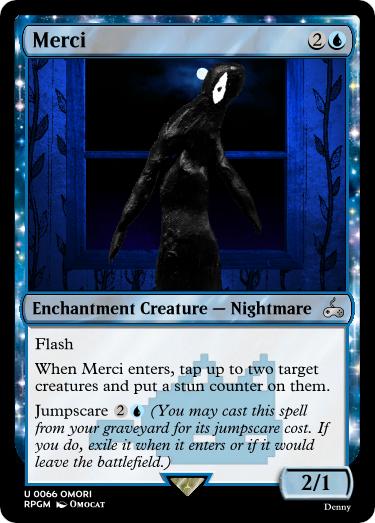 Merci 2
Enchantment Creature — Nightmare
Flash
When Merci enters, tap up to two target
creatures and put a stun counter on them.
Jumpscare 2 (You may cast this spell
from your graveyard for its jumpscare cost. If
you do, exile it when it enters or if it would
leave the battlefield.)
2/1
U 0066 OMORI
RPGM OMOCAT
Denny